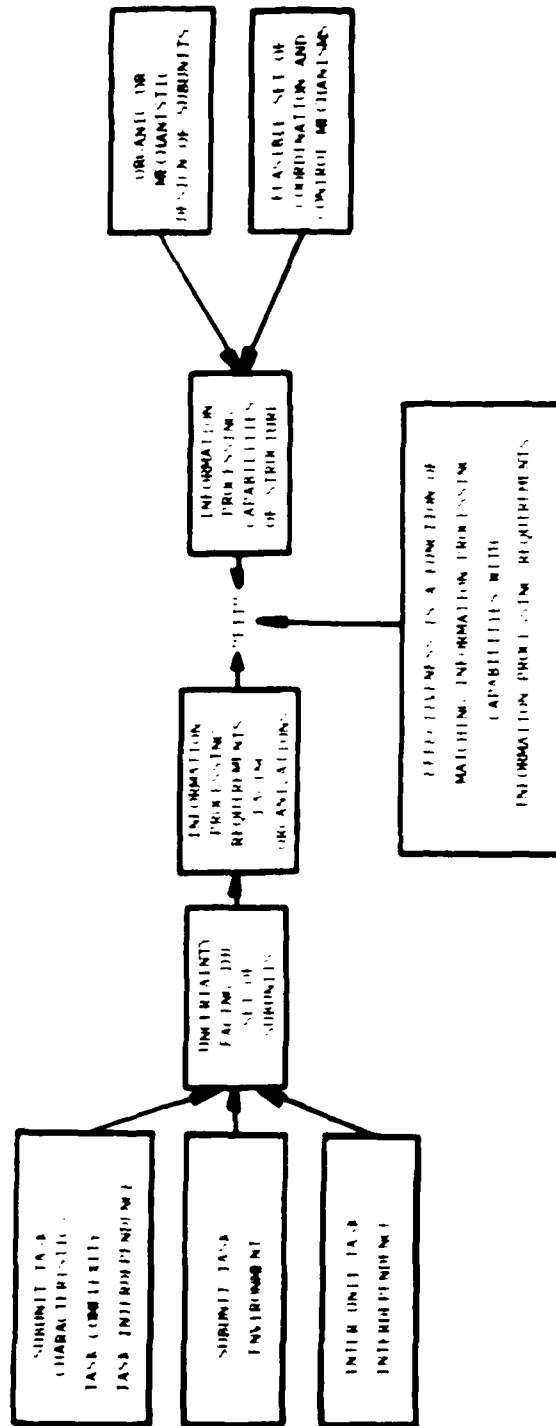 SUBUNIT TASK
CHARACTERISTICS
TASK COMPLEXITY
TASK INTERDEPENDENCE
SUBUNIT TASK
ENVIRONMENT
INTER UNIT TASK
INTERDEPENDENCE
UNCERTAINTY
FACING THE
SET OF
SUBUNITS
INFORMATION
PROCESSING
REQUIREMENTS
FACING
ORGANIZATIONS
"FIT"
INFORMATION
PROCESSING
CAPABILITIES
OF STRUCTURE
ORGANIC OR
MECHANISTIC
DESIGN OF SUBUNITS
FEASIBLE SET OF
COORDINATION AND
CONTROL MECHANISMS
EFFECTIVENESS IS A FUNCTION OF
MATCHING INFORMATION PROCESSING
CAPABILITIES WITH
INFORMATION PROCESSING REQUIREMENTS